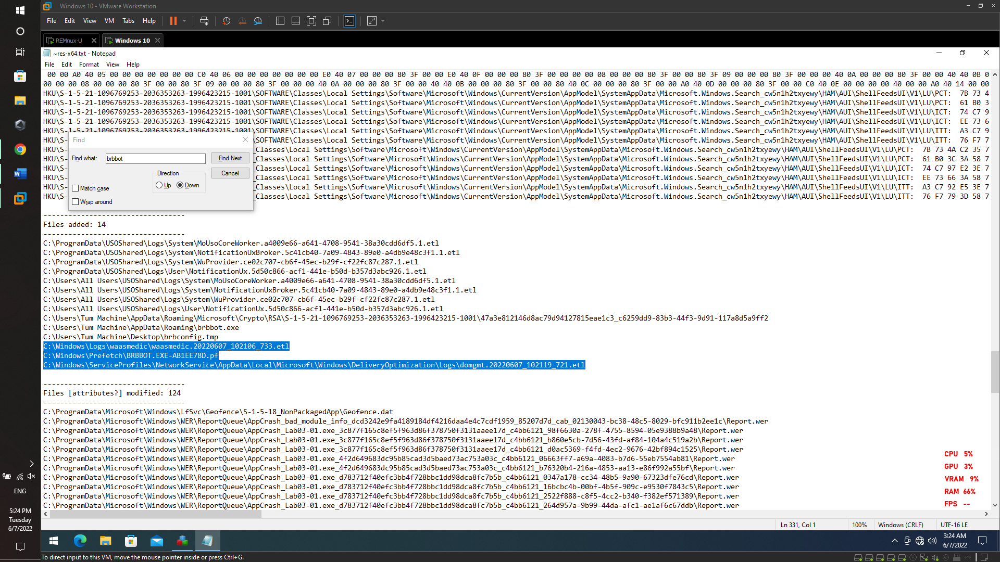 Windows 10 - VMware Workstation
File Edit View VM Tabs Help
REMnux-U
Windows 10
~res-x64.txt - Notepad
File Edit Format View Help
00 00 A0 40 05 00 00 00 00 00 00 00 C0 40 06 00 00 00 00 00 00 00 E0 40 07 00 00 00 80 3F 00 00 E0 40 0F 00 00 00 80 3F 00 00 00 00 08 00 00 00 80 3F 00 00 80 3F 09 00 00 00 80 3F 00 00 00 40 0A 00 00 00 80 3F 00 00 40 40 0B 0
00 00 00 08 00 00 00 80 3F 00 00 80 3F 09 00 00 00 80 3F 00 00 00 40 0A 00 00 00 80 3F 00 00 40 40 0B 00 00 00 80 3F 00 00 80 40 0C 00 00 00 80 3F 00 00 A0 40 0D 00 00 00 80 3F 00 00 C0 40 0E 00 00 00 00 40 00 00 A0 40 14 00 00
HKU\S-1-5-21-1096769253-2036353263-1996423215-1001\SOFTWARE\Classes\Local Settings\Software\Microsoft\Windows\CurrentVersion\AppModel\SystemAppData\Microsoft.Windows.Search_cw5n1h2txyewy\HAM\AUI\ShellFeedsUI\V1\LU\PCT: 7B 73 4
HKU\S-1-5-21-1096769253-2036353263-1996423215-1001\SOFTWARE\Classes\Local Settings\Software\Microsoft\Windows\CurrentVersion\AppModel\SystemAppData\Microsoft.Windows.Search_cw5n1h2txyewy\HAM\AUI\ShellFeedsUI\V1\LU\PCT: 61 B0 3
HKU\S-1-5-21-1096769253-2036353263-1996423215-1001\SOFTWARE\Classes\Local Settings\Software\Microsoft\Windows\CurrentVersion\AppModel\SystemAppData\Microsoft.Windows.Search_cw5n1h2txyewy\HAM\AUI\ShellFeedsUI\V1\LU\ICT: 74 C7 9
HKU\S-1-5-21-1096769253-2036353263-1996423215-1001\SOFTWARE\Classes\Local Settings\Software\Microsoft\Windows\CurrentVersion\AppModel\SystemAppData\Microsoft.Windows.Search_cw5n1h2txyewy\HAM\AUI\ShellFeedsUI\V1\LU\ICT: EE 73 6
HKU\S-1-5-21-1096769253-2036353263-1996423215-1001\SOFTWARE\Classes\Local Settings\Software\Microsoft\Windows\CurrentVersion\AppModel\SystemAppData\Microsoft.Windows.Search_cw5n1h2txyewy\HAM\AUI\ShellFeedsUI\V1\LU\ITT: A3 C7 9
HKU\S- \SOFTWARE\Classes\Local Settings\Software\Microsoft\Windows\CurrentVersion\AppModel\SystemAppData\Microsoft.Windows.Search_cw5n1h2txyewy\HAM\AUI\ShellFeedsUI\V1\LU\ITT: 76 F7 7
HKU\S- _Classes\Local Settings\Software\Microsoft\Windows\CurrentVersion\AppModel\SystemAppData\Microsoft.Windows.Search_cw5n1h2txyewy\HAM\AUI\ShellFeedsUI\V1\LU\PCT: 7B 73 4A C2 35 7
HKU\S- _Classes\Local Settings\Software\Microsoft\Windows\CurrentVersion\AppModel\SystemAppData\Microsoft.Windows.Search_cw5n1h2txyewy\HAM\AUI\ShellFeedsUI\V1\LU\PCT: 61 B0 3C 3A 58 7
HKU\S- _Classes\Local Settings\Software\Microsoft\Windows\CurrentVersion\AppModel\SystemAppData\Microsoft.Windows.Search_cw5n1h2txyewy\HAM\AUI\ShellFeedsUI\V1\LU\ICT: 74 C7 97 E2 3E 7
HKU\S- _Classes\Local Settings\Software\Microsoft\Windows\CurrentVersion\AppModel\SystemAppData\Microsoft.Windows.Search_cw5n1h2txyewy\HAM\AUI\ShellFeedsUI\V1\LU\ICT: EE 73 66 3A 58 7
HKU\S- _Classes\Local Settings\Software\Microsoft\Windows\CurrentVersion\AppModel\SystemAppData\Microsoft.Windows.Search_cw5n1h2txyewy\HAM\AUI\ShellFeedsUI\V1\LU\ITT: A3 C7 92 E5 3E 7
HKU\S- _Classes\Local Settings\Software\Microsoft\Windows\CurrentVersion\AppModel\SystemAppData\Microsoft.Windows.Search_cw5n1h2txyewy\HAM\AUI\ShellFeedsUI\V1\LU\ITT: 76 F7 79 3D 58 7
Find
Find what: brbbot
Find Next
Direction
Cancel
Up Down
Match case
Wrap around
----------------------------------
Files added: 14
----------------------------------
C:\ProgramData\USOShared\Logs\System\MoUsoCoreWorker.a4009e66-a641-4708-9541-38a30cdd6df5.1.etl
C:\ProgramData\USOShared\Logs\System\NotificationUxBroker.5c41cb40-7a09-4843-89e0-a4db9e48c3f1.1.etl
C:\ProgramData\USOShared\Logs\System\WuProvider.ce02c707-cb6f-45ec-b29f-cf22fc87c287.1.etl
C:\ProgramData\USOShared\Logs\User\NotificationUx.5d50c866-acf1-441e-b50d-b357d3abc926.1.etl
C:\Users\All Users\USOShared\Logs\System\MoUsoCoreWorker.a4009e66-a641-4708-9541-38a30cdd6df5.1.etl
C:\Users\All Users\USOShared\Logs\System\NotificationUxBroker.5c41cb40-7a09-4843-89e0-a4db9e48c3f1.1.etl
C:\Users\All Users\USOShared\Logs\System\WuProvider.ce02c707-cb6f-45ec-b29f-cf22fc87c287.1.etl
C:\Users\All Users\USOShared\Logs\User\NotificationUx.5d50c866-acf1-441e-b50d-b357d3abc926.1.etl
C:\Users\Tum Machine\AppData\Roaming\Microsoft\Crypto\RSA\S-1-5-21-1096769253-2036353263-1996423215-1001\47a3e812146d8ac79d94127815eae1c3_c6259dd9-83b3-44f3-9d91-117a8d5a9ff2
C:\Users\Tum Machine\AppData\Roaming\brbbot.exe
C:\Users\Tum Machine\Desktop\brbconfig.tmp
C:\Windows\Logs\waasmedic\waasmedic.20220607_102106_733.etl
C:\Windows\Prefetch\BRBBOT.EXE-AB1EE78D.pf
C:\Windows\ServiceProfiles\NetworkService\AppData\Local\Microsoft\Windows\DeliveryOptimization\Logs\domgmt.20220607_102119_721.etl
----------------------------------
Files [attributes?] modified: 124
----------------------------------
C:\ProgramData\Microsoft\Windows\LfSvc\Geofence\S-1-5-18_NonPackagedApp\Geofence.dat
C:\ProgramData\Microsoft\Windows\WER\ReportQueue\AppCrash_bad_module_info_dcd3242e9fa4189184df4216daa4e4c7cdf1959_85207d7d_cab_02130043-bc38-48c5-8029-bfc911b2ee1c\Report.wer
C:\ProgramData\Microsoft\Windows\WER\ReportQueue\AppCrash_Lab03-01.exe_3c877f165c8ef5f963d86f378750f3131aaee17d_c4bb6121_98f6630a-278f-4755-8594-05e9388b9a48\Report.wer
C:\ProgramData\Microsoft\Windows\WER\ReportQueue\AppCrash_Lab03-01.exe_3c877f165c8ef5f963d86f378750f3131aaee17d_c4bb6121_b860e5cb-7d56-43fd-af84-104a4c519a2b\Report.wer
C:\ProgramData\Microsoft\Windows\WER\ReportQueue\AppCrash_Lab03-01.exe_3c877f165c8ef5f963d86f378750f3131aaee17d_c4bb6121_d0ac5369-f4fd-4ec2-9676-42bf894c1525\Report.wer
C:\ProgramData\Microsoft\Windows\WER\ReportQueue\AppCrash_Lab03-01.exe_4f2d649683dc95b85cad3d5baed73ac753a03c_c4bb6121_06663ff7-a69a-4083-b7d6-55eb7554ab81\Report.wer
C:\ProgramData\Microsoft\Windows\WER\ReportQueue\AppCrash_Lab03-01.exe_4f2d649683dc95b85cad3d5baed73ac753a03c_c4bb6121_b76320b4-216a-4853-aa13-e86f992a55bf\Report.wer
C:\ProgramData\Microsoft\Windows\WER\ReportQueue\AppCrash_Lab03-01.exe_d783712f40efc3bb4f728bbc1dd98dca8fc7b5b_c4bb6121_0347a178-cc34-48b5-9a90-67323dfe76cd\Report.wer
C:\ProgramData\Microsoft\Windows\WER\ReportQueue\AppCrash_Lab03-01.exe_d783712f40efc3bb4f728bbc1dd98dca8fc7b5b_c4bb6121_16bcbc4b-00bf-4b5f-909c-e9530f7843c5\Report.wer
C:\ProgramData\Microsoft\Windows\WER\ReportQueue\AppCrash_Lab03-01.exe_d783712f40efc3bb4f728bbc1dd98dca8fc7b5b_c4bb6121_2522f888-c8f5-4cc2-b340-f382ef571389\Report.wer
C:\ProgramData\Microsoft\Windows\WER\ReportQueue\AppCrash_Lab03-01.exe_d783712f40efc3bb4f728bbc1dd98dca8fc7b5b_c4bb6121_264d957a-9b99-44da-afc1-ae1af6c67ddb\Report.wer
CPU 5%
GPU 3%
VRAM 9%
RAM 66%
FPS --
Ln 331, Col 1
100%
Windows (CRLF)
UTF-16 LE
3:24 AM
6/7/2022
ENG
5:24 PM
Tuesday
6/7/2022
To direct input to this VM, move the mouse pointer inside or press Ctrl+G.